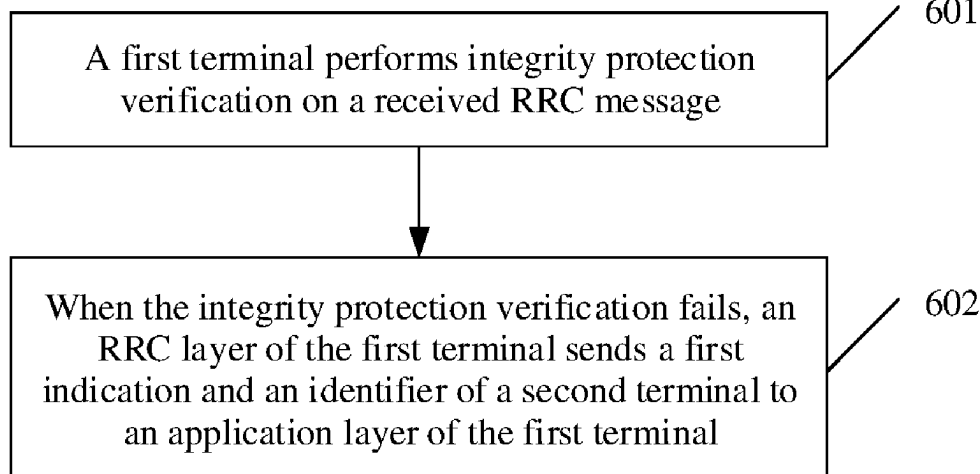 601
A first terminal performs integrity protection
verification on a received RRC message
602
When the integrity protection verification fails, an
RRC layer of the first terminal sends a first
indication and an identifier of a second terminal to
an application layer of the first terminal